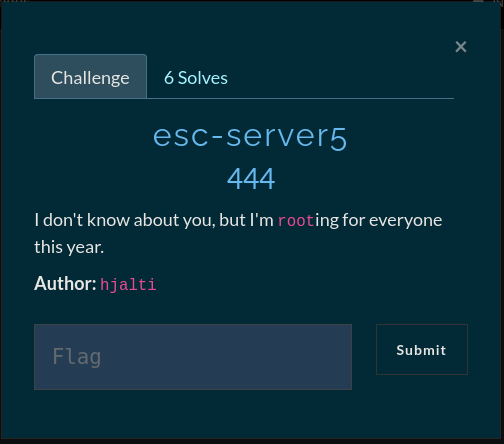 ×
Challenge
6 Solves
esc-server5
444
I don't know about you, but I'm rooting for everyone
this year.
Author: hjalti
Flag
Submit